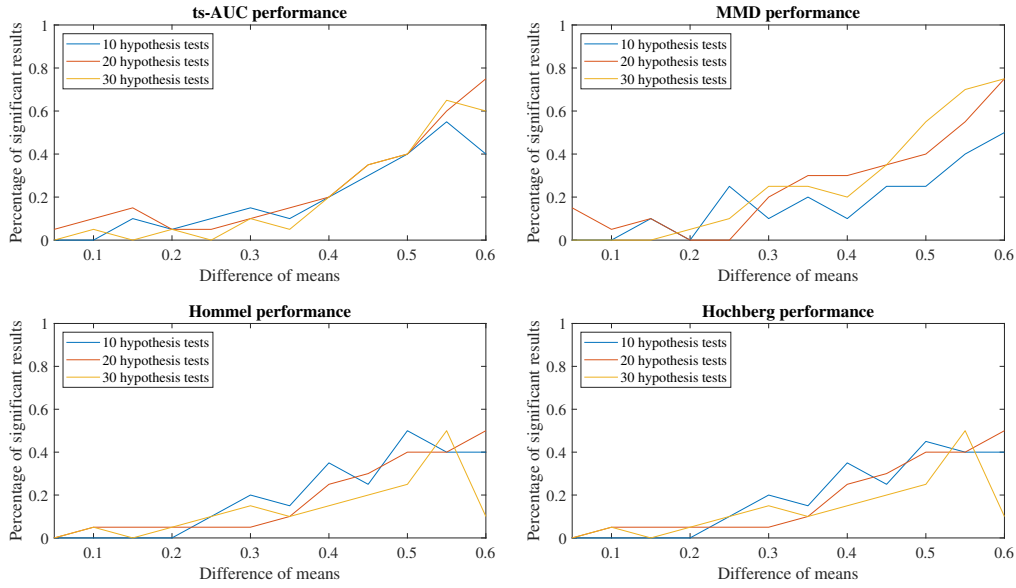 ts-AUC performance
Percentage of significant results
1
0.8
0.6
0.4
0.2
0
10 hypothesis tests
20 hypothesis tests
30 hypothesis tests
0.1 0.2 0.3 0.4 0.5 0.6
Difference of means
MMD performance
Percentage of significant results
1
0.8
0.6
0.4
0.2
0
10 hypothesis tests
20 hypothesis tests
30 hypothesis tests
0.1 0.2 0.3 0.4 0.5 0.6
Difference of means
Hommel performance
Percentage of significant results
1
0.8
0.6
0.4
0.2
0
10 hypothesis tests
20 hypothesis tests
30 hypothesis tests
0.1 0.2 0.3 0.4 0.5 0.6
Difference of means
Hochberg performance
Percentage of significant results
1
0.8
0.6
0.4
0.2
0
10 hypothesis tests
20 hypothesis tests
30 hypothesis tests
0.1 0.2 0.3 0.4 0.5 0.6
Difference of means